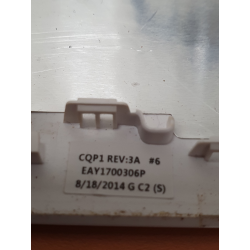 CQP1 REV:3A #6
EAY1700306P
8/18/2014 G C2 (S)